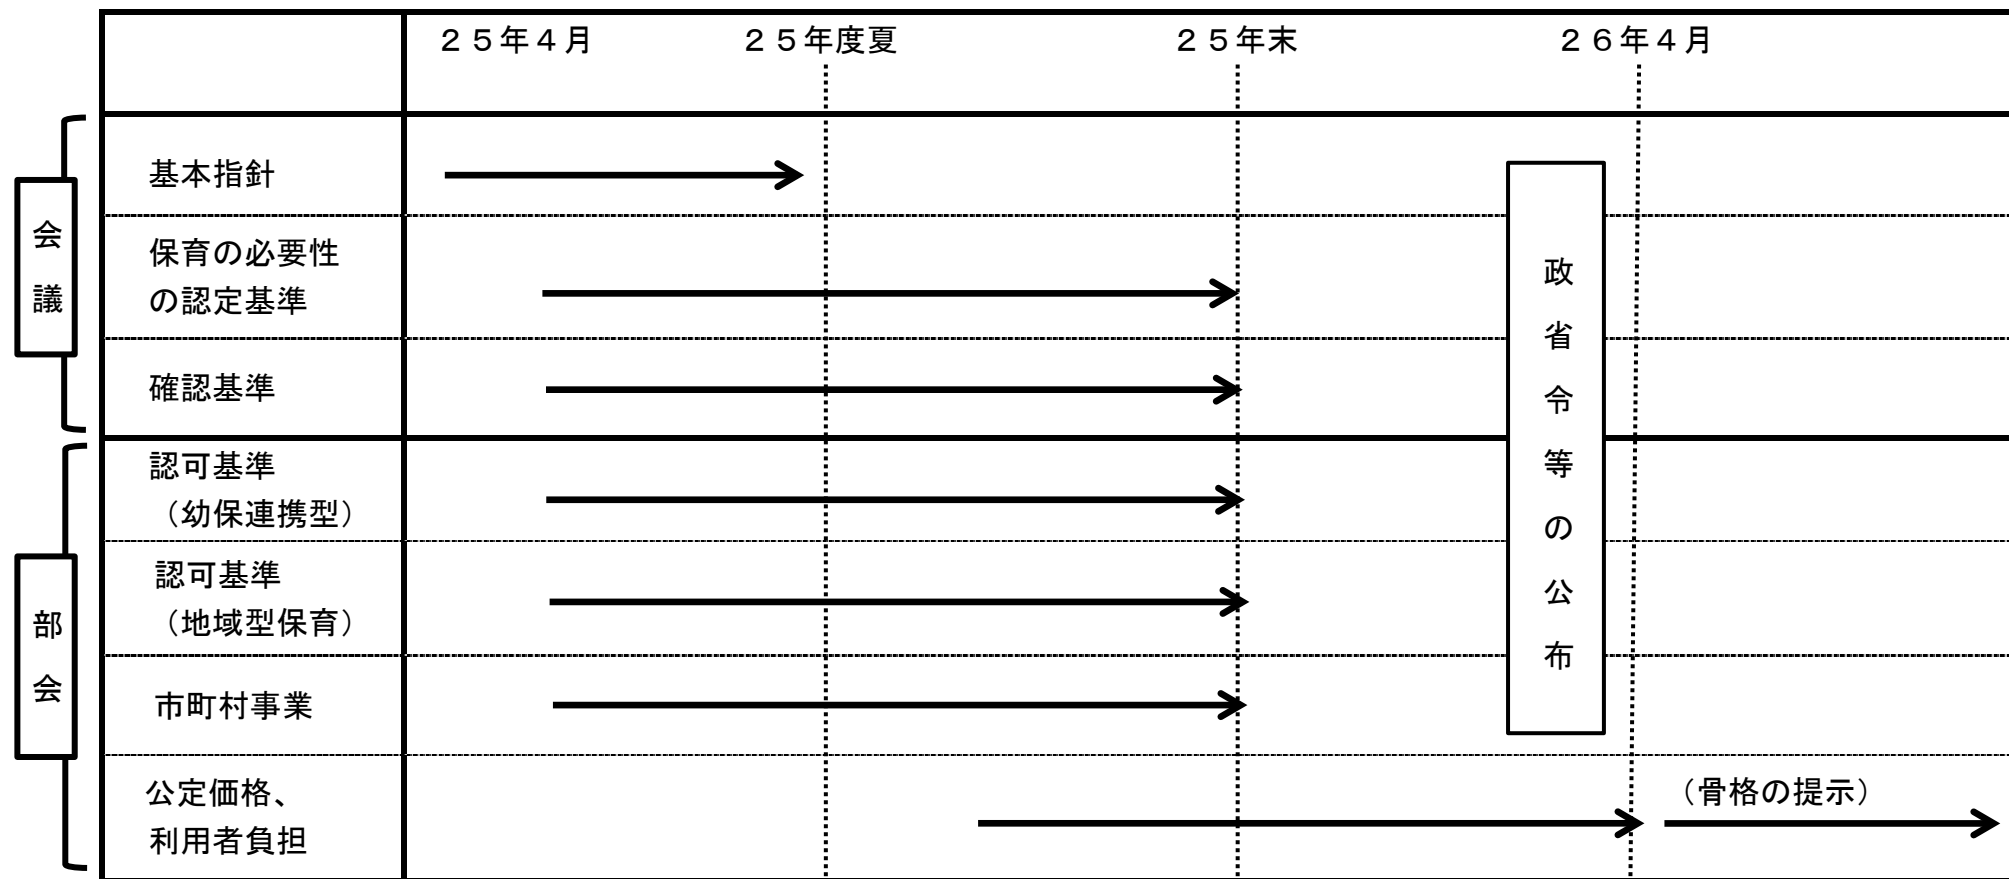 ２５年４月
２５年度夏
２５年末
２６年４月
会議
基本指針
保育の必要性
の認定基準
確認基準
部会
認可基準
（幼保連携型）
認可基準
（地域型保育）
市町村事業
公定価格、
利用者負担
政省令等の公布
（骨格の提示）